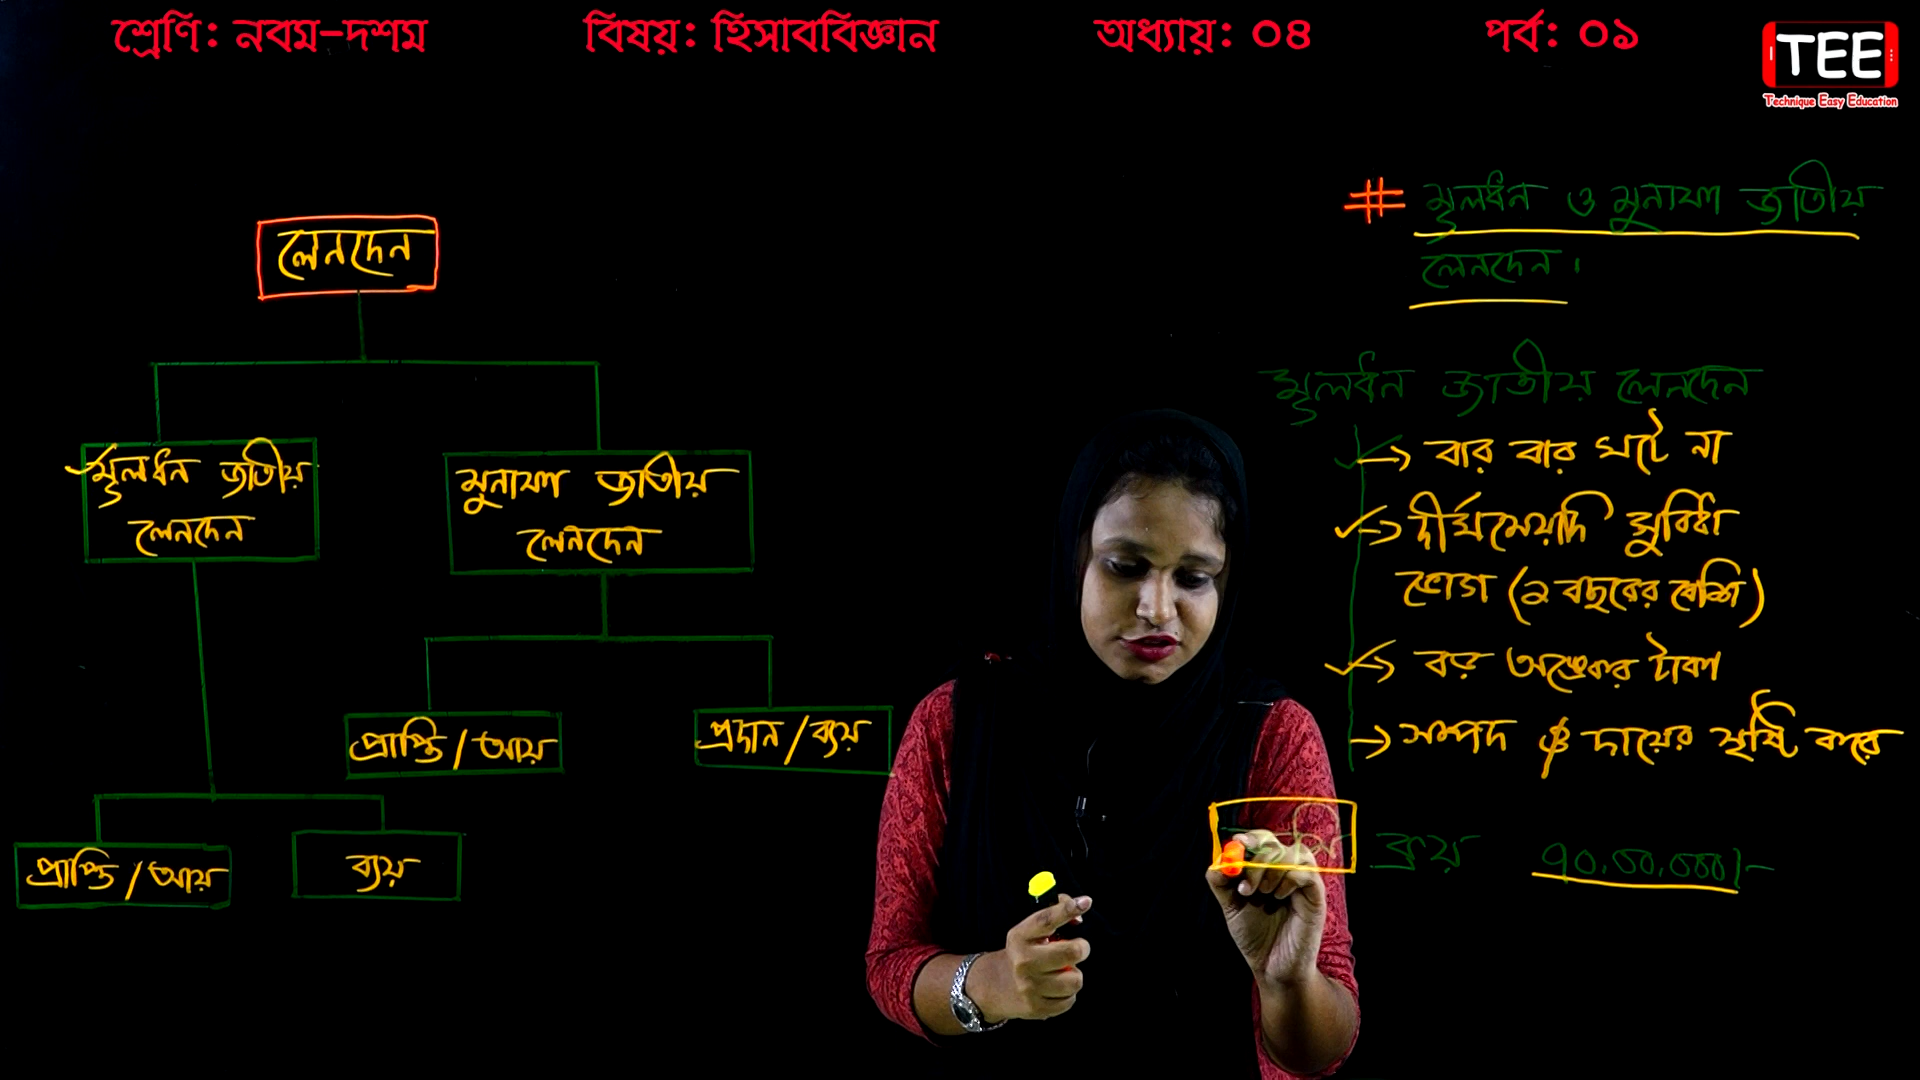 শ্রেণি: নবম-দশম বিষয়: হিসাববিজ্ঞান অধ্যায়: ০৪ পর্ব: ০১
TEE
Technique Easy Education
# মূলধন ও মুনাফা জাতীয়
লেনদেন।
লেনদেন
মূলধন জাতীয় লেনদেন
মূলধন জাতীয়
লেনদেন
মুনাফা জাতীয়
লেনদেন
→ বার বার ঘটে না
→ দীর্ঘমেয়াদি সুবিধা
ভোগ (১ বছরের বেশি)
→ বড় অঙ্কের টাকা
→ সম্পদ ও দায়ের সৃষ্টি করে
প্রাপ্তি/আয়
প্রদান/ব্যয়
প্রাপ্তি/আয়
ব্যয়
ক্রয় ৭০,০০,০০০/-